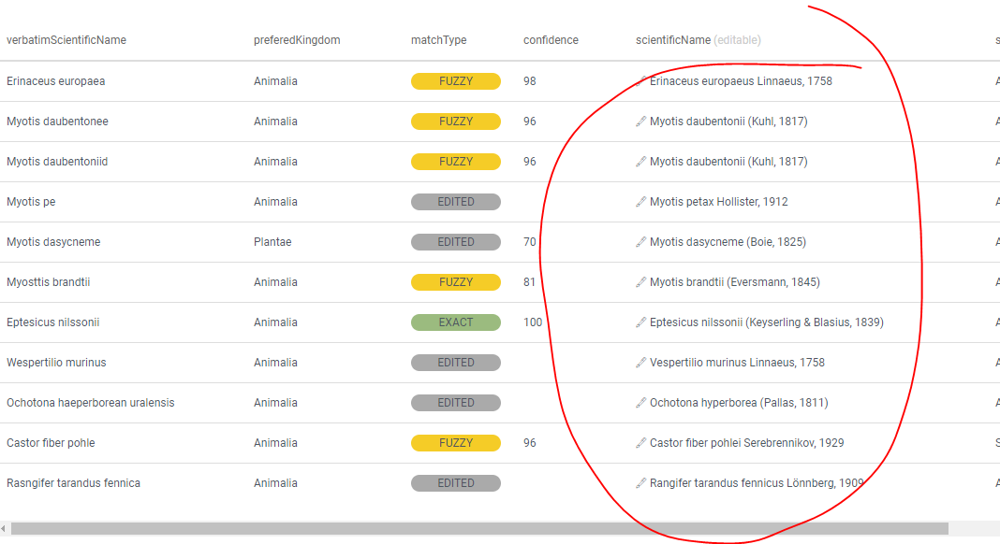 verbatimScientificName preferedKingdom matchType confidence scientificName (editable) s
Erinaceus europaea Animalia FUZZY 98 Erinaceus europaeus Linnaeus, 1758 A
Myotis daubentonee Animalia FUZZY 96 Myotis daubentonii (Kuhl, 1817) A
Myotis daubentoniid Animalia FUZZY 96 Myotis daubentonii (Kuhl, 1817) A
Myotis pe Animalia EDITED Myotis petax Hollister, 1912 A
Myotis dasycneme Plantae EDITED 70 Myotis dasycneme (Boie, 1825) A
Myosttis brandtii Animalia FUZZY 81 Myotis brandtii (Eversmann, 1845) A
Eptesicus nilssonii Animalia EXACT 100 Eptesicus nilssonii (Keyserling & Blasius, 1839) A
Wespertilio murinus Animalia EDITED Vespertilio murinus Linnaeus, 1758 A
Ochotona haeperborean uralensis Animalia EDITED Ochotona hyperborea (Pallas, 1811) A
Castor fiber pohle Animalia FUZZY 96 Castor fiber pohlei Serebrennikov, 1929 S
Rasngifer tarandus fennica Animalia EDITED Rangifer tarandus fennicus Lönnberg, 1909 A